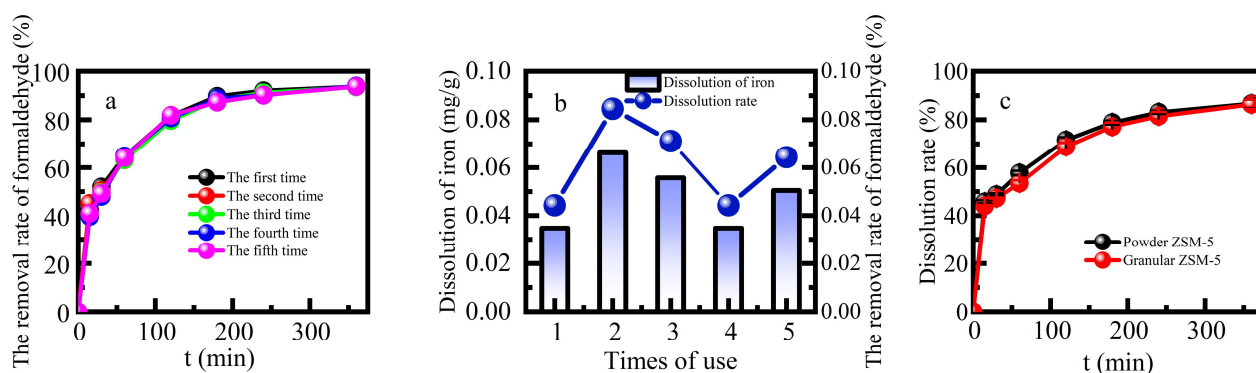 The removal rate of formaldehyde (%)
100
80
60
40
20
0
a
The first time
The second time
The third time
The fourth time
The fifth time
0 100 200 300
t (min)
Dissolution of iron (mg/g)
0.10
0.08
0.06
0.04
0.02
0.00
b
Dissolution of iron
Dissolution rate
1 2 3 4 5
Times of use
0.10
0.08
0.06
0.04
0.02
0.00
The removal rate of formaldehyde (%)
Dissolution rate (%)
100
80
60
40
20
0
c
Powder ZSM-5
Granular ZSM-5
0 100 200 300
t (min)